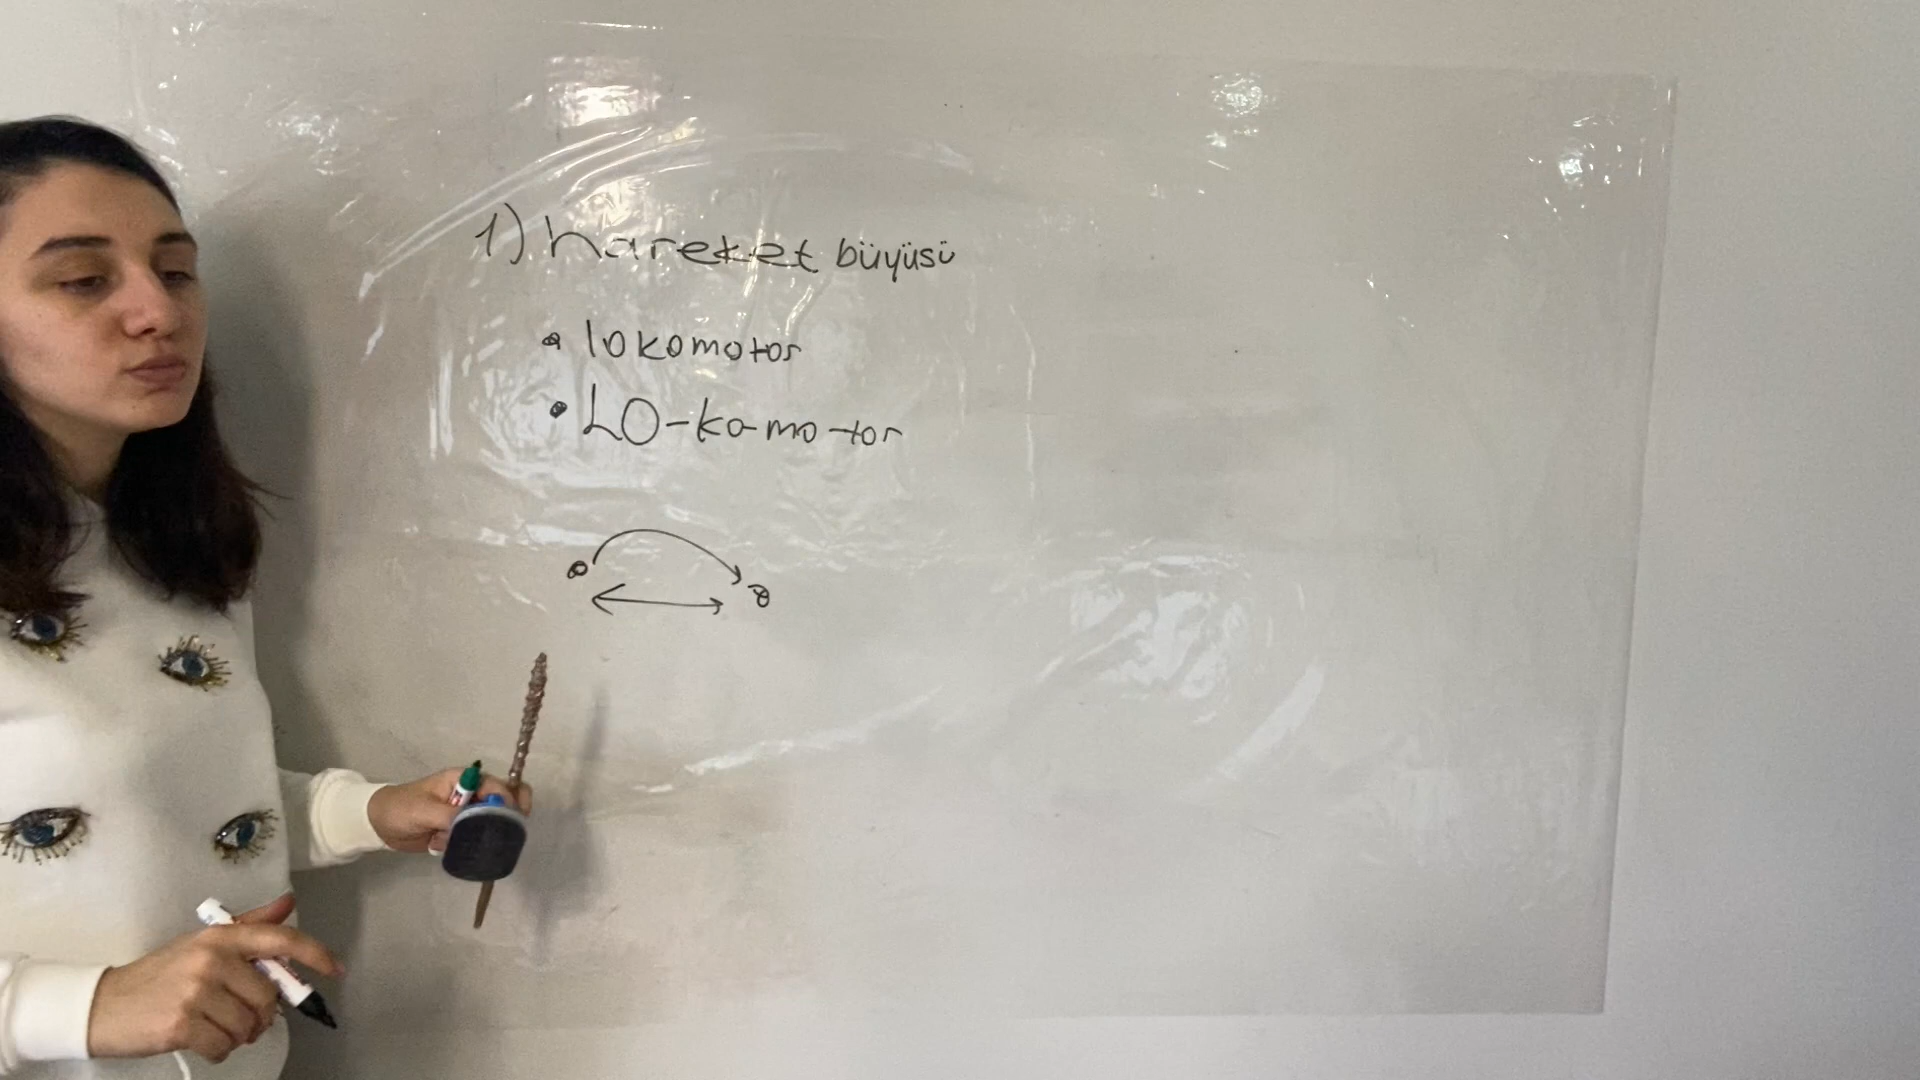 1) hareket büyüsü
• lokomotor
• LO-ko-mo-tor